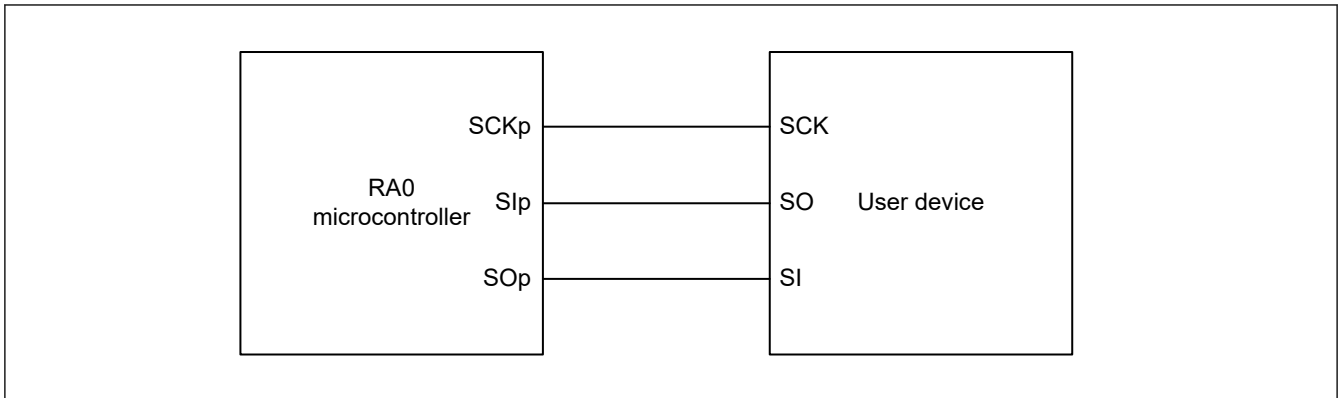 SCKp
SCK
RA0
microcontroller
SIp
SO
User device
SOp
SI